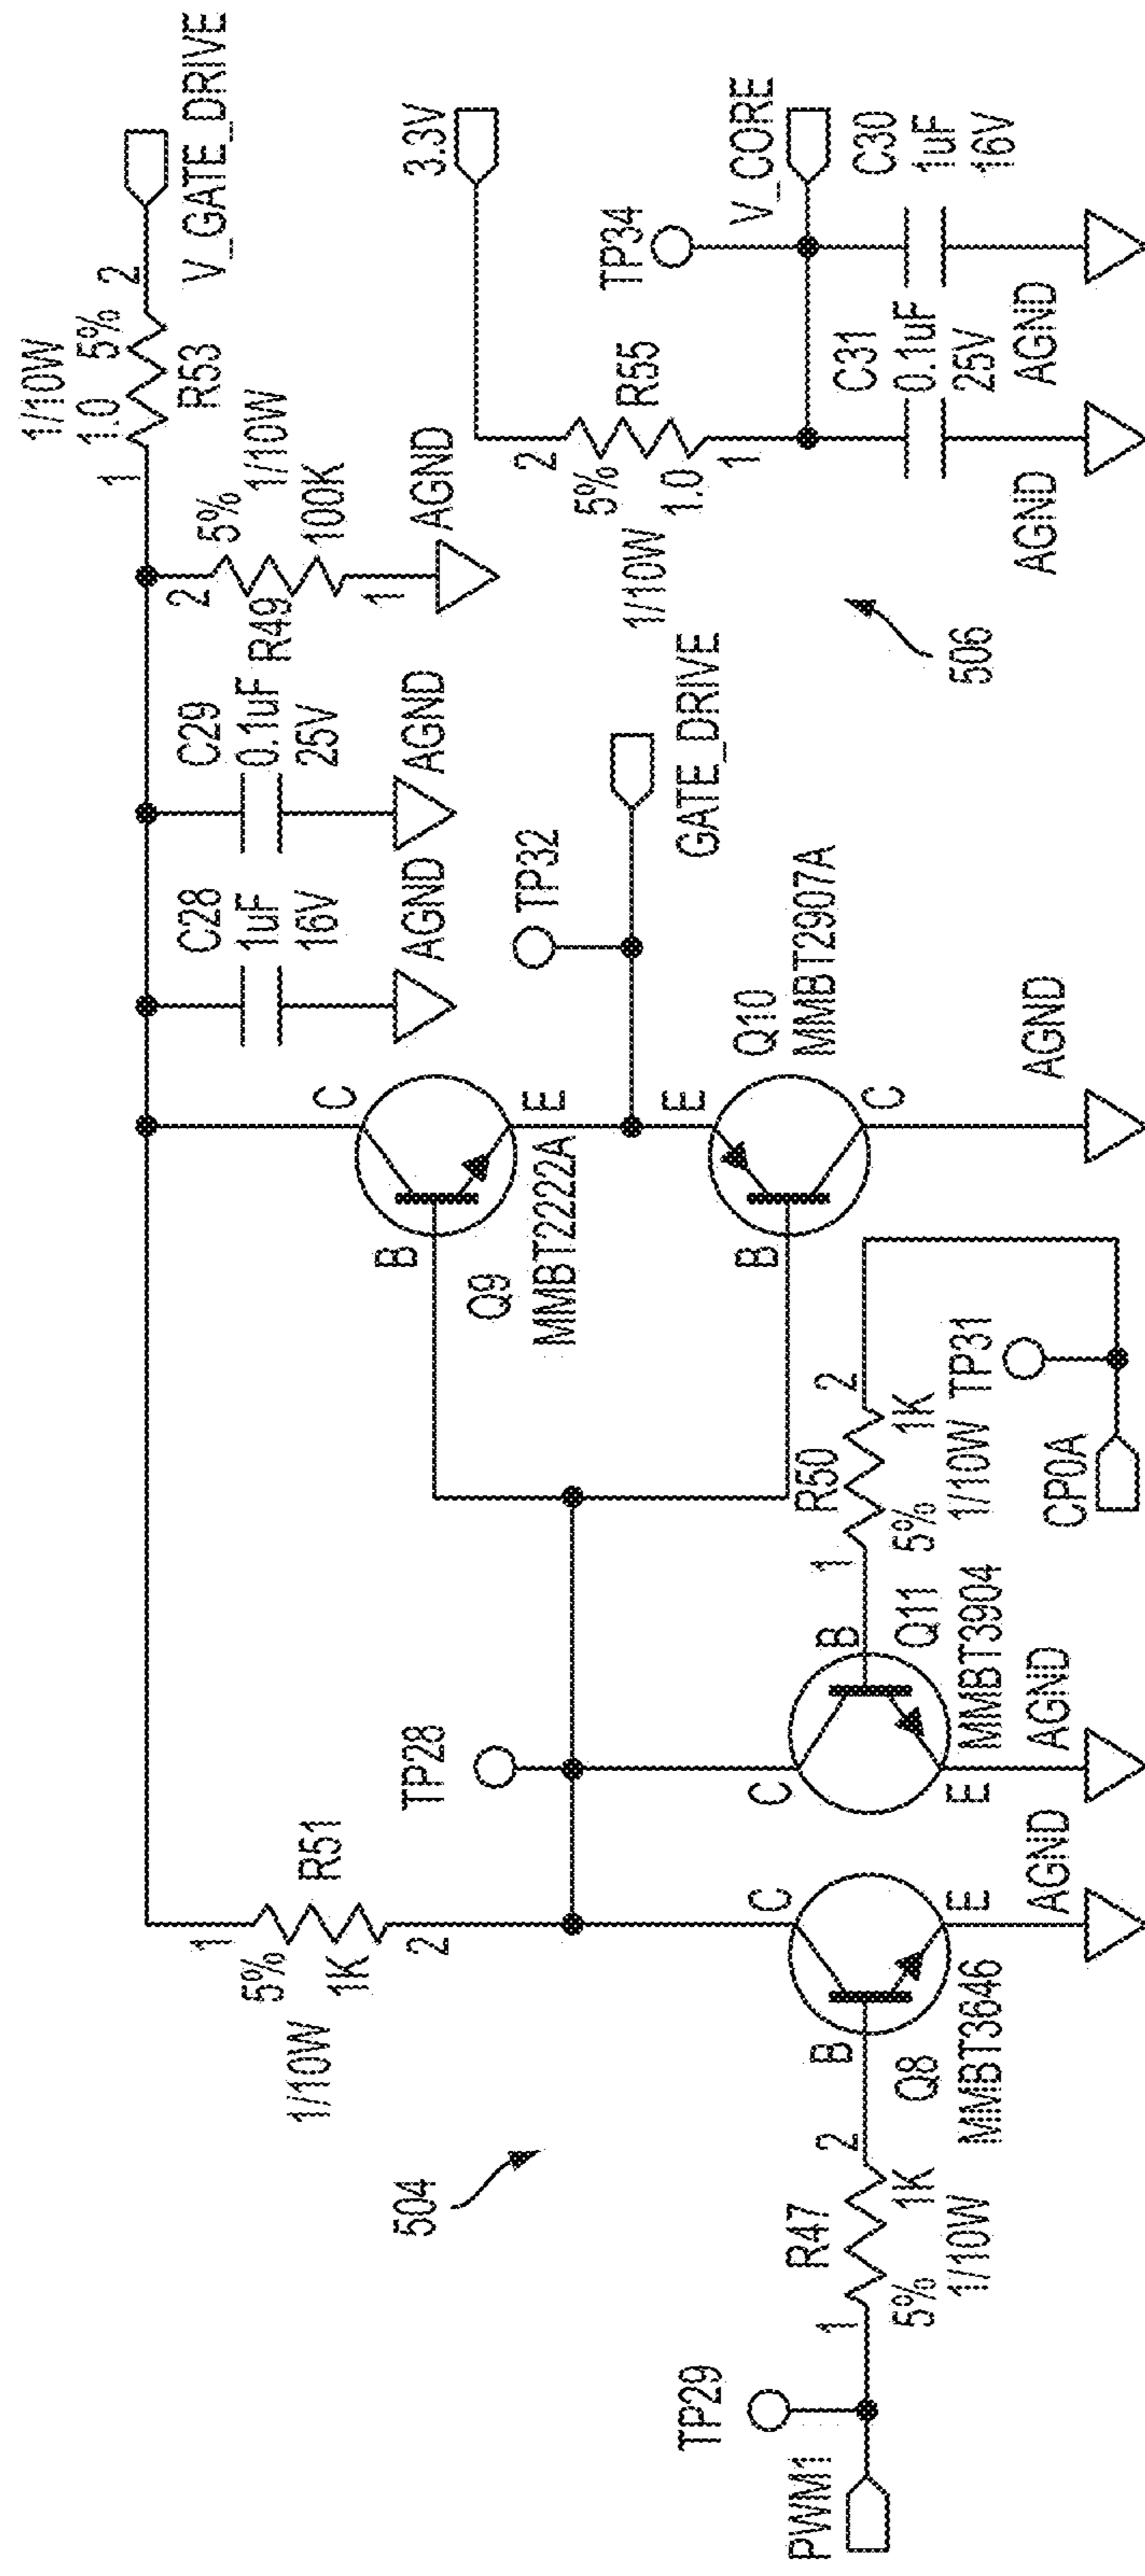 1/10W
1.0 5%
1 2
R53
V_GATE_DRIVE
2
5%
1/10W
R49
100K
1
AGND
C29
0.1uF
25V
AGND
C28
1uF
16V
AGND
3.3V
2
5%
R55
1/10W
1.0
1
TP34
V_CORE
C31
0.1uF
25V
AGND
C30
1uF
16V
AGND
506
TP32
GATE_DRIVE
C
B
E
Q9
MMBT2222A
E
B
C
Q10
MMBT2907A
AGND
1
5%
R51
1K
1/10W
2
504
TP28
R50
1 2
5% 1K
1/10W
TP31
CP0A
B
C
E
Q11
MMBT3904
AGND
C
B
E
Q8
MMBT3646
AGND
R47
1 2
5% 1K
1/10W
TP29
PWM1